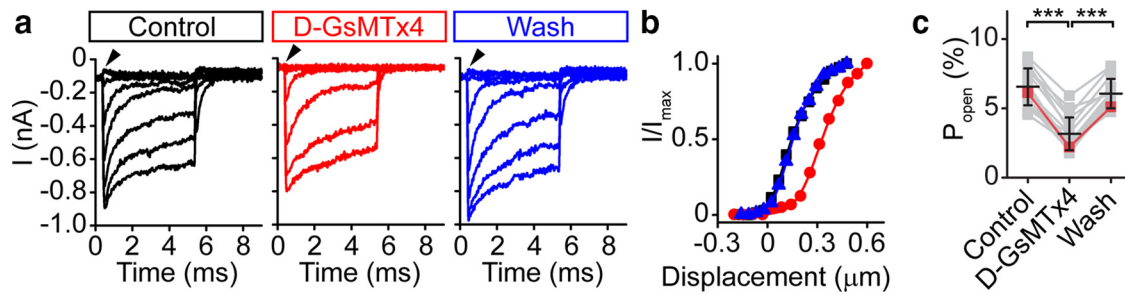 a
Control
D-GsMTx4
Wash
I (nA)
0
-0.2
-0.4
-0.6
-0.8
-1.0
0 2 4 6 8
0 2 4 6 8
0 2 4 6 8
Time (ms)
Time (ms)
Time (ms)
b
I/Imax
1.0
0.5
0
-0.3 0 0.3 0.6
Displacement (μm)
c
*** ***
Popen (%)
10
5
0
Control
D-GsMTx4
Wash